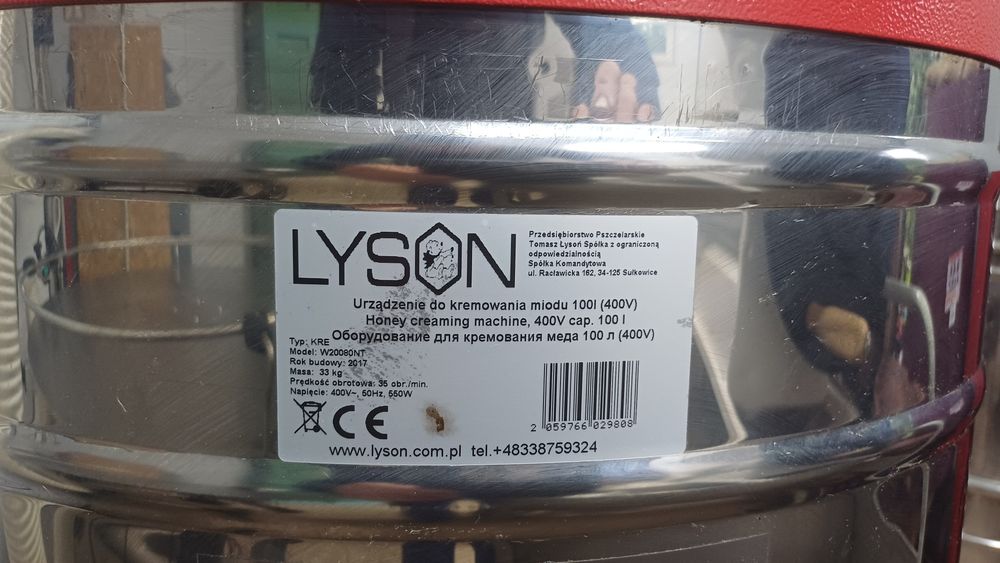 LYSON
Przedsiębiorstwo Pszczelarskie
Tomasz Łysoń Spółka z ograniczoną
odpowiedzialnością
Spółka Komandytowa
ul. Racławicka 162, 34-125 Sułkowice
Urządzenie do kremowania miodu 100l (400V)
Honey creaming machine, 400V cap. 100 l
Оборудование для кремования меда 100 л (400V)
Typ: KRE
Model: W20080NT
Rok budowy: 2017
Masa: 33 kg
Prędkość obrotowa: 35 obr./min.
Napięcie: 400V~, 50Hz, 550W
CE
2 059766 029808
www.lyson.com.pl tel.+48338759324